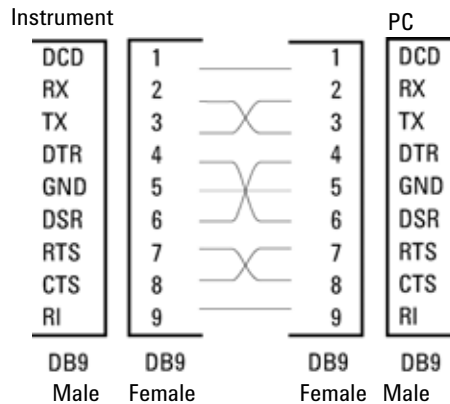 Instrument PC
DCD 1 1 DCD
RX 2 2 RX
TX 3 3 TX
DTR 4 4 DTR
GND 5 5 GND
DSR 6 6 DSR
RTS 7 7 RTS
CTS 8 8 CTS
RI 9 9 RI
DB9 DB9 DB9 DB9
Male Female Female Male